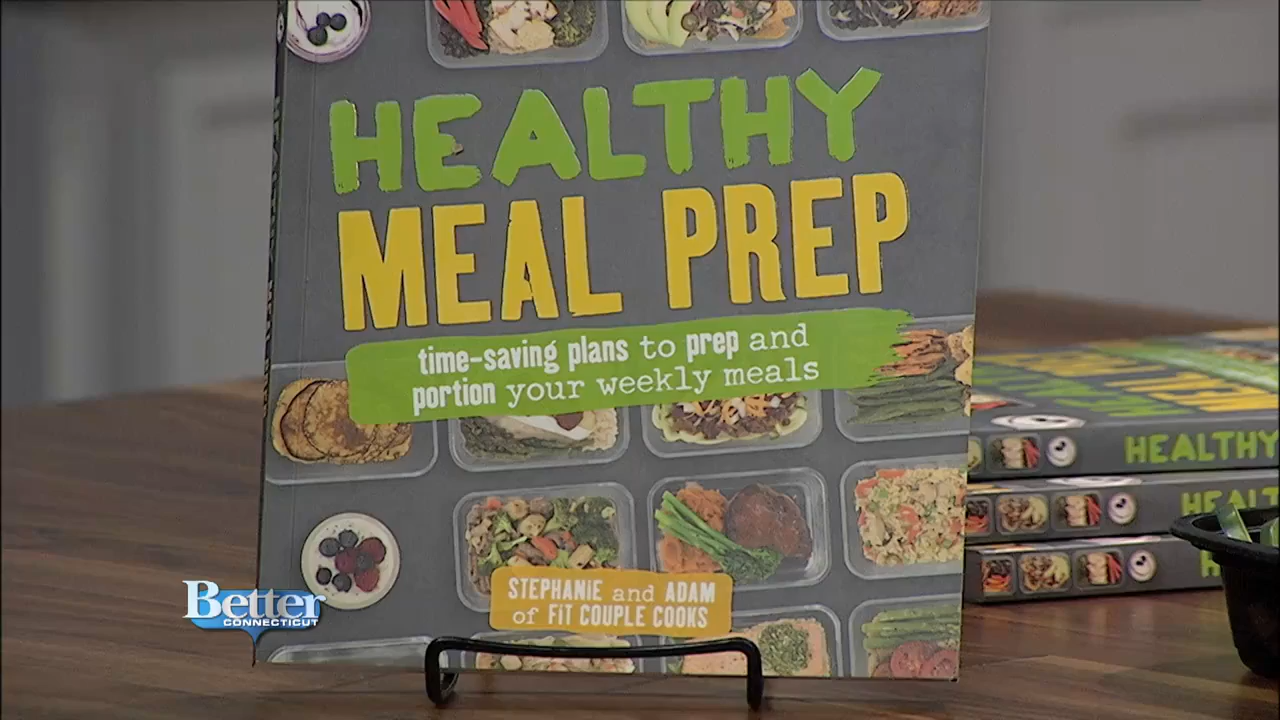 HEALTHY
MEAL PREP
time-saving plans to prep and
portion your weekly meals
STEPHANiE and ADAM
of FiT COUPLE COOKS
Better
CONNECTICUT
HEALTHY
HEALT